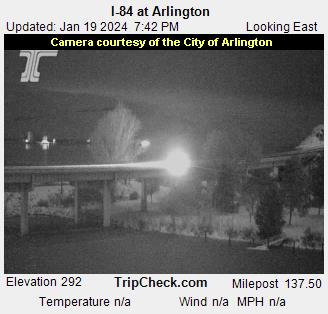 I-84 at Arlington
Updated: Jan 19 2024 7:42 PM Looking East
Camera courtesy of the City of Arlington
Elevation 292 TripCheck.com Milepost 137.50
Temperature n/a Wind n/a MPH n/a